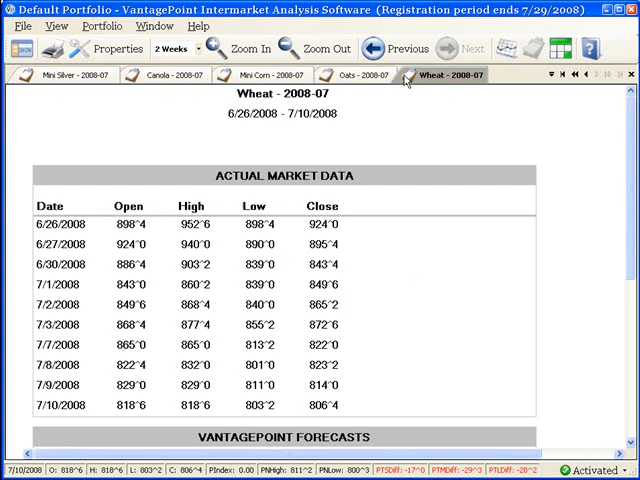 Default Portfolio - VantagePoint Intermarket Analysis Software (Registration period ends 7/29/2008)
File View Portfolio Window Help
Properties 2 Weeks Zoom In Zoom Out Previous Next
Mini Silver - 2008-07 Canola - 2008-07 Mini Corn - 2008-07 Oats - 2008-07 Wheat - 2008-07
Wheat - 2008-07
6/26/2008 - 7/10/2008
ACTUAL MARKET DATA
Date Open High Low Close
6/26/2008 898^4 952^6 898^4 924^0
6/27/2008 924^0 940^0 890^0 895^4
6/30/2008 886^4 903^2 839^0 843^4
7/1/2008 843^0 860^2 839^0 849^6
7/2/2008 849^6 868^4 840^0 865^2
7/3/2008 868^4 877^4 855^2 872^6
7/7/2008 865^0 865^0 813^2 822^0
7/8/2008 822^4 832^0 801^0 823^2
7/9/2008 829^0 829^0 811^0 814^0
7/10/2008 818^6 818^6 803^2 806^4
VANTAGEPOINT FORECASTS
7/10/2008 O: 818^6 H: 818^6 L: 803^2 C: 806^4 PIndex: 0.00 PNHigh: 811^2 PNLow: 800^3 PTSDiff: -17^0 PTMDiff: -29^3 PTLDiff: -28^2 Activated